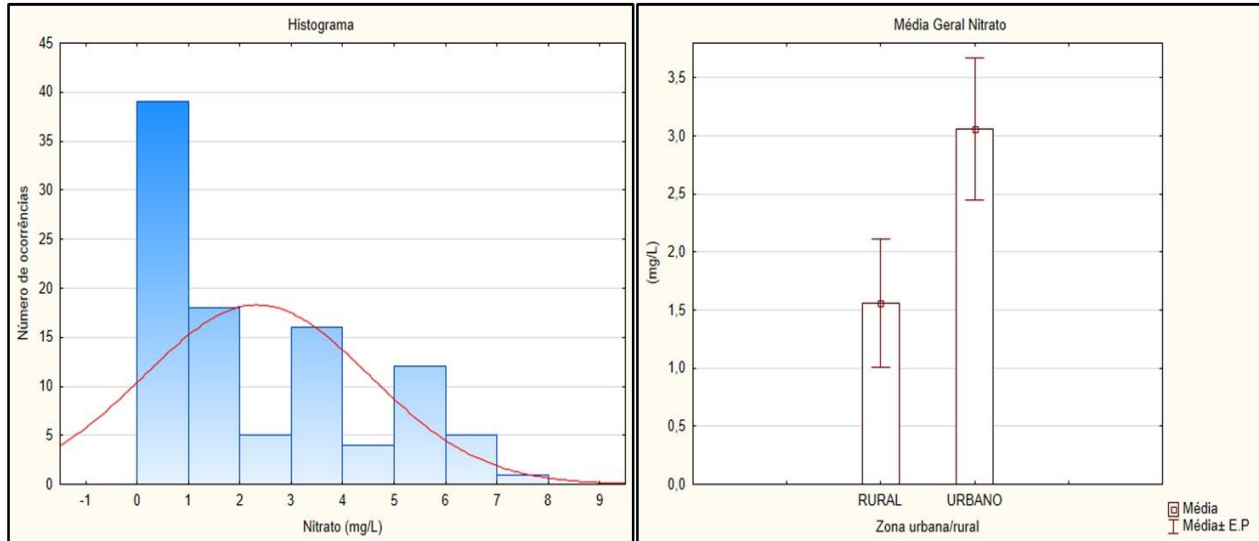 Histograma
45
40
35
30
25
20
15
10
5
0
Número de ocorrências
-1 0 1 2 3 4 5 6 7 8 9
Nitrato (mg/L)
Média Geral Nitrato
3,5
3,0
2,5
2,0
1,5
1,0
0,5
0,0
(mg/L)
RURAL URBANO
Zona urbana/rural
Média
Média± E.P